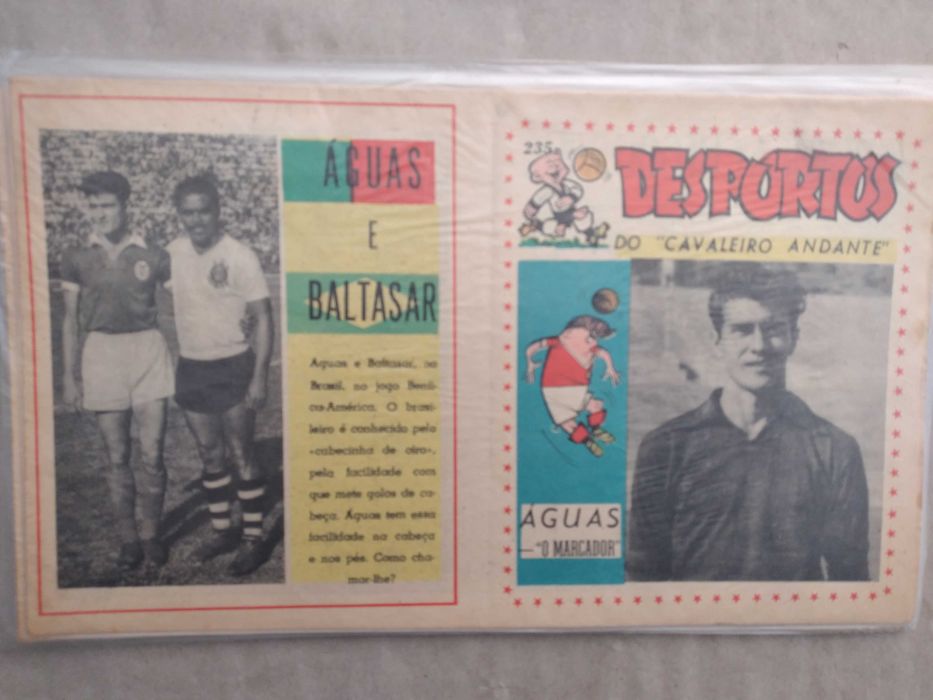 ÁGUAS
E
BALTASAR
Aguas e Baltasar, no
Brasil, no jogo Benfi-
ca-América. O brasi-
leiro é conhecido pela
«cabecinha de oiro»,
pela facilidade com
que mete golos de ca-
beça. Águas tem essa
facilidade na cabeça
e nos pés. Como cha-
mar-lhe?
235
DESPORTOS
DO "CAVALEIRO ANDANTE"
ÁGUAS
—"O MARCADOR"